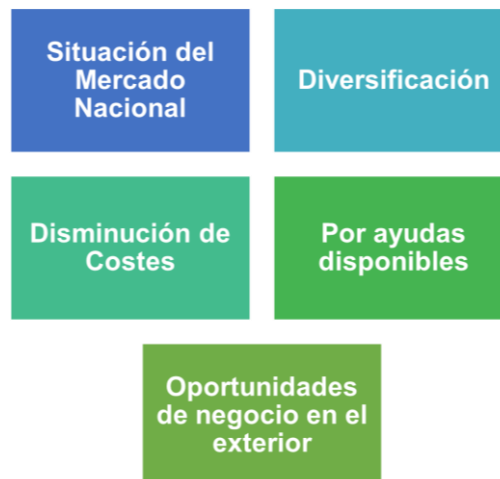 Situación del
Mercado
Nacional
Diversificación
Disminución de
Costes
Por ayudas
disponibles
Oportunidades
de negocio en el
exterior